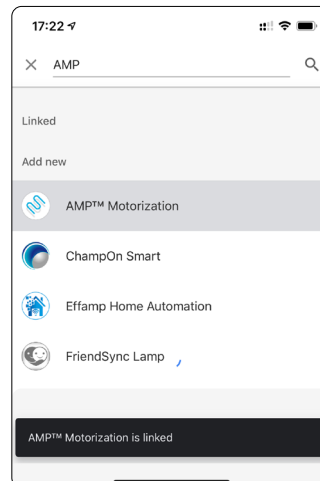 17:22
AMP
Linked
Add new
AMP™ Motorization
ChampOn Smart
Effamp Home Automation
FriendSync Lamp
AMP™ Motorization is linked